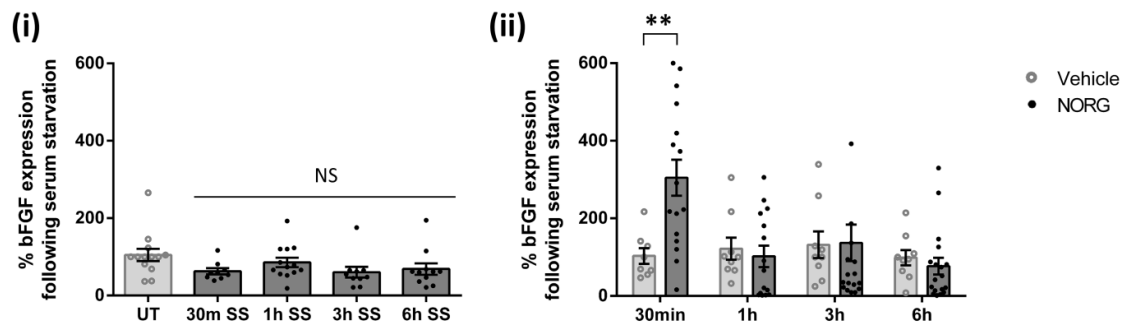 (i)
% bFGF expression
following serum starvation
600
400
200
0
NS
UT 30m SS 1h SS 3h SS 6h SS
(ii)
% bFGF expression
following serum starvation
600
400
200
0
**
30min 1h 3h 6h
Vehicle
NORG